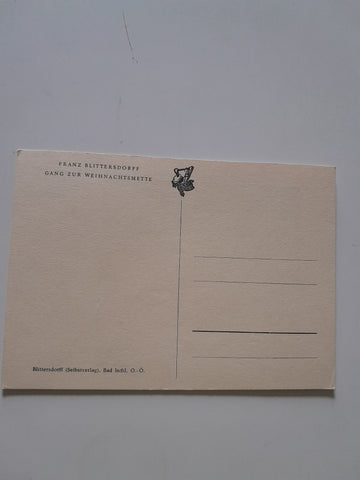 FRANZ BLITTERSDORFF
GANG ZUR WEIHNACHTSMETTE
Blittersdorff (Selbstverlag), Bad Ischl, O.-Ö.